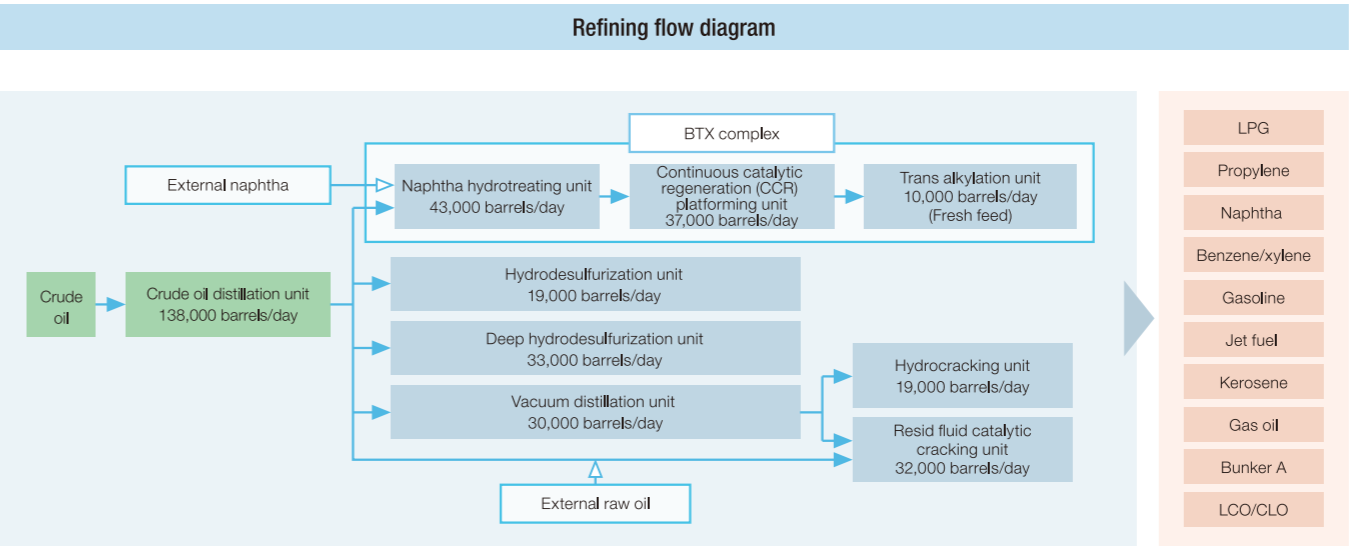 Refining flow diagram
BTX complex
External naphtha
Naphtha hydrotreating unit
43,000 barrels/day
Continuous catalytic
regeneration (CCR)
platforming unit
37,000 barrels/day
Trans alkylation unit
10,000 barrels/day
(Fresh feed)
Crude
oil
Crude oil distillation unit
138,000 barrels/day
Hydrodesulfurization unit
19,000 barrels/day
Deep hydrodesulfurization unit
33,000 barrels/day
Vacuum distillation unit
30,000 barrels/day
Hydrocracking unit
19,000 barrels/day
Resid fluid catalytic
cracking unit
32,000 barrels/day
External raw oil
LPG
Propylene
Naphtha
Benzene/xylene
Gasoline
Jet fuel
Kerosene
Gas oil
Bunker A
LCO/CLO